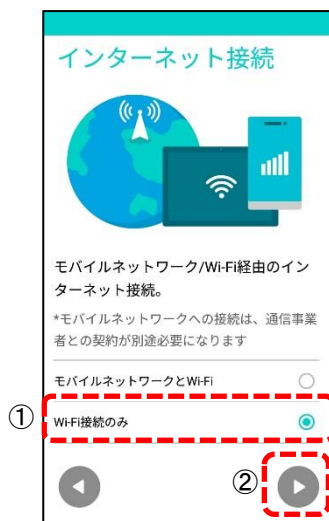 インターネット接続
モバイルネットワーク/Wi-Fi経由のイン
ターネット接続。
*モバイルネットワークへの接続は、通信事業
者との契約が別途必要になります
モバイルネットワークとWi-Fi
① Wi-Fi接続のみ
②